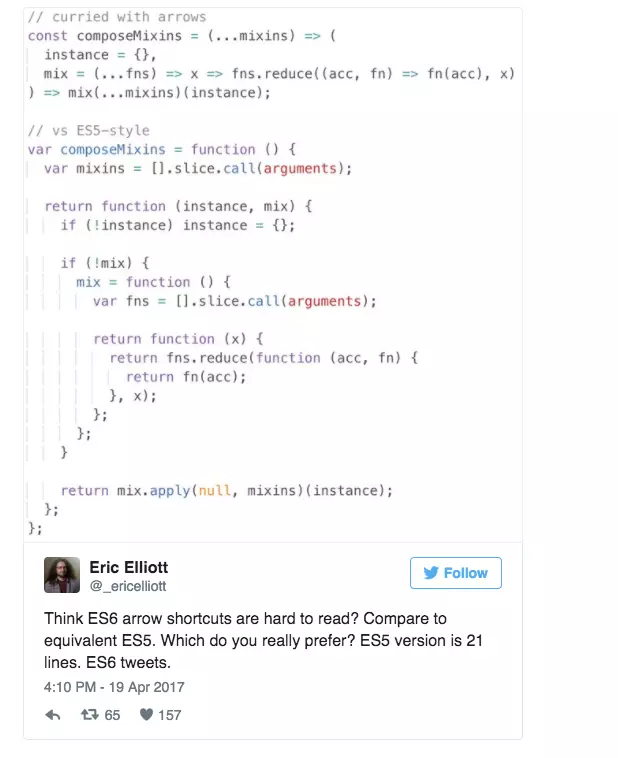 // curried with arrows
const composeMixins = (...mixins) => (
instance = {},
mix = (...fns) => x => fns.reduce((acc, fn) => fn(acc), x)
) => mix(...mixins)(instance);
// vs ES5-style
var composeMixins = function () {
var mixins = [].slice.call(arguments);
return function (instance, mix) {
if (!instance) instance = {};
if (!mix) {
mix = function () {
var fns = [].slice.call(arguments);
return function (x) {
return fns.reduce(function (acc, fn) {
return fn(acc);
}, x);
};
};
}
return mix.apply(null, mixins)(instance);
};
};
Eric Elliott
@_ericelliott
Follow
Think ES6 arrow shortcuts are hard to read? Compare to
equivalent ES5. Which do you really prefer? ES5 version is 21
lines. ES6 tweets.
4:10 PM - 19 Apr 2017
65 157